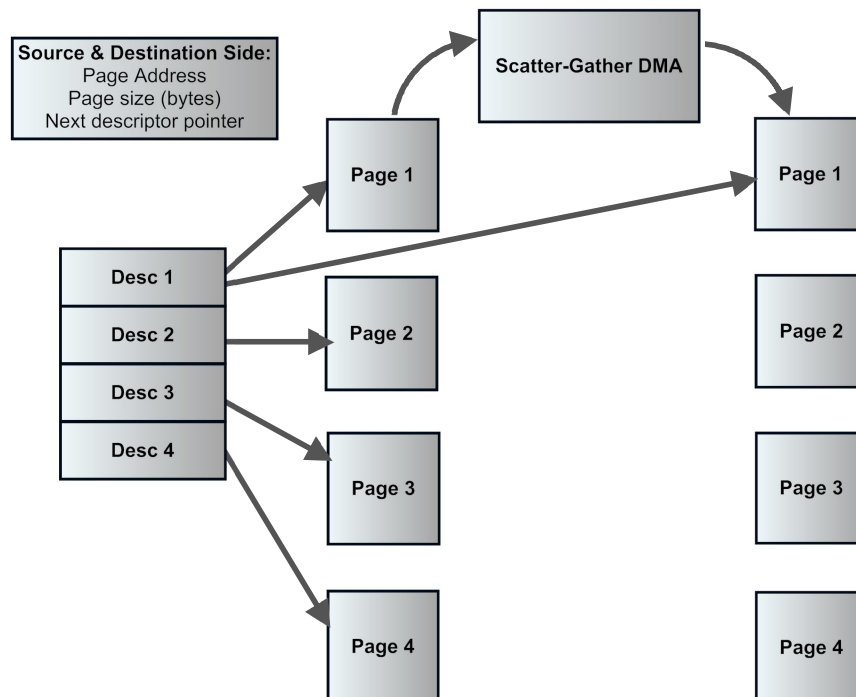 Source & Destination Side:
Page Address
Page size (bytes)
Next descriptor pointer
Scatter-Gather DMA
Page 1
Page 1
Desc 1
Desc 2
Desc 3
Desc 4
Page 2
Page 2
Page 3
Page 3
Page 4
Page 4